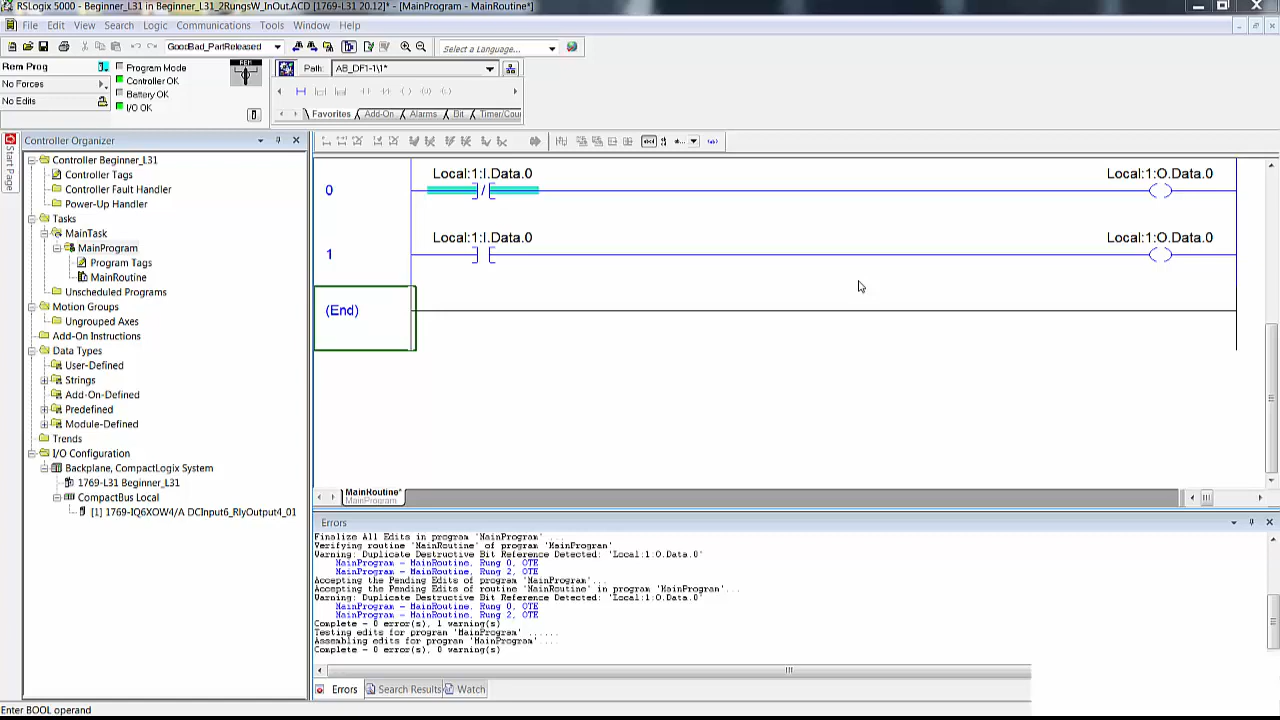 RSLogix 5000 - Beginner_L31 in Beginner_L31_2RungsW_InOut.ACD [1769-L31 20.12]* - [MainProgram - MainRoutine*]
File Edit View Search Logic Communications Tools Window Help
GoodBad_PartReleased
Select a Language...
Rem Prog
No Forces
No Edits
Program Mode
Controller OK
Battery OK
I/O OK
REM
Path: AB_DF1-1\1*
Favorites Add-On Alarms Bit Timer/Cou
Start Page
Controller Organizer
Controller Beginner_L31
Controller Tags
Controller Fault Handler
Power-Up Handler
Tasks
MainTask
MainProgram
Program Tags
MainRoutine
Unscheduled Programs
Motion Groups
Ungrouped Axes
Add-On Instructions
Data Types
User-Defined
Strings
Add-On-Defined
Predefined
Module-Defined
Trends
I/O Configuration
Backplane, CompactLogix System
1769-L31 Beginner_L31
CompactBus Local
[1] 1769-IQ6XOW4/A DCInput6_RlyOutput4_01
Local:1:I.Data.0 Local:1:O.Data.0
0
Local:1:I.Data.0 Local:1:O.Data.0
1
(End)
MainRoutine*
MainProgram
Errors
Finalize All Edits in program 'MainProgram' ...
Verifying routine 'MainRoutine' of program 'MainProgram'
Warning: Duplicate Destructive Bit Reference Detected: 'Local:1:O.Data.0'
MainProgram - MainRoutine, Rung 0, OTE
MainProgram - MainRoutine, Rung 2, OTE
Accepting the Pending Edits of program 'MainProgram'...
Accepting the Pending Edits of routine 'MainRoutine' in program 'MainProgram'...
Warning: Duplicate Destructive Bit Reference Detected: 'Local:1:O.Data.0'
MainProgram - MainRoutine, Rung 0, OTE
MainProgram - MainRoutine, Rung 2, OTE
Complete - 0 error(s), 1 warning(s)
Testing edits for program 'MainProgram' ......
Assembling edits for program 'MainProgram'....
Complete - 0 error(s), 0 warning(s)
Errors Search Results Watch
Enter BOOL operand